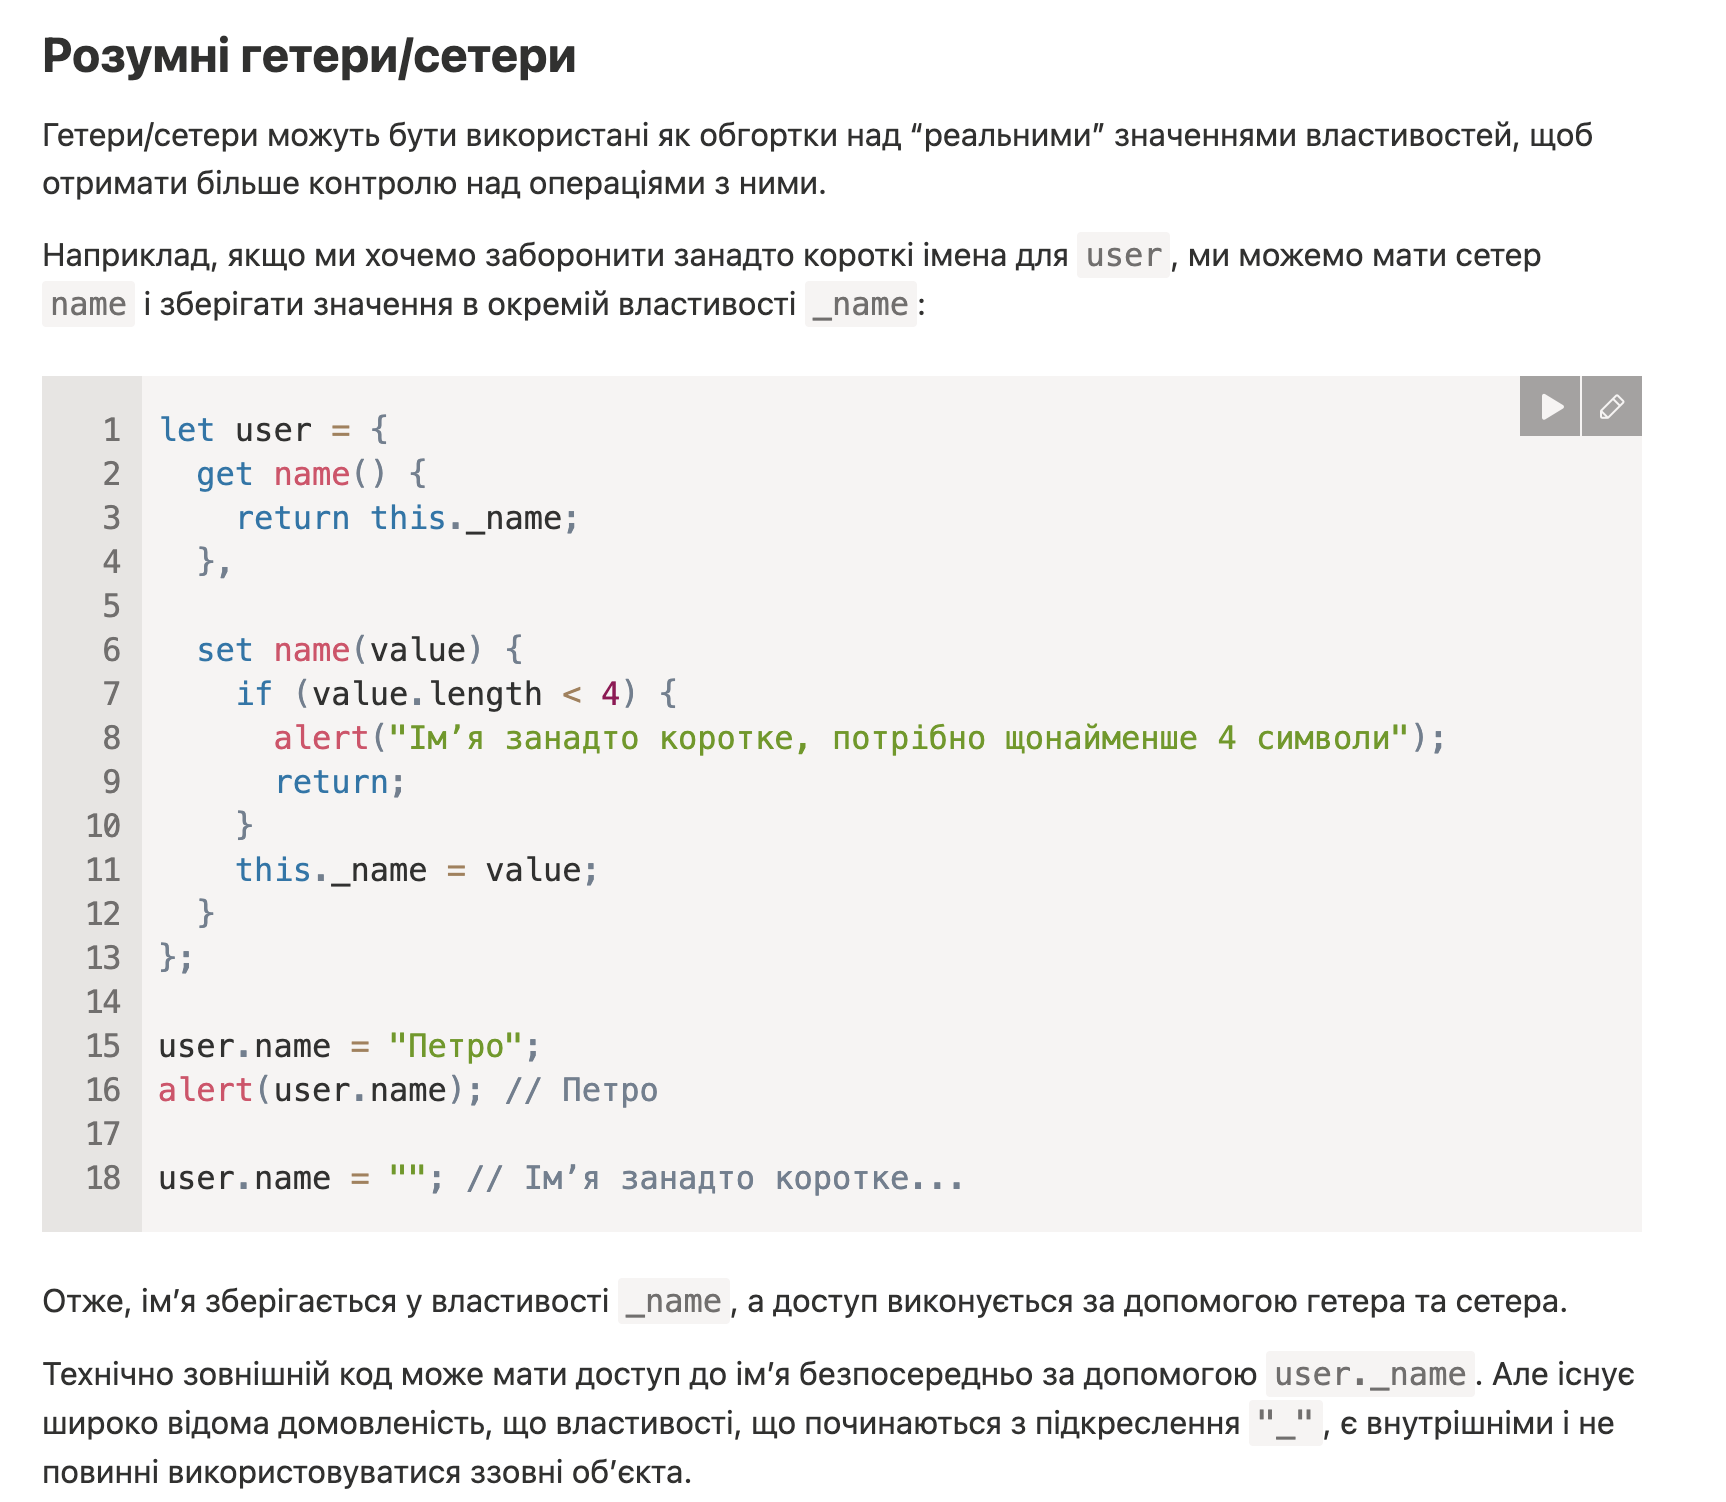 Розумні гетери/сетери
Гетери/сетери можуть бути використані як обгортки над “реальними” значеннями властивостей, щоб
отримати більше контролю над операціями з ними.
Наприклад, якщо ми хочемо заборонити занадто короткі імена для user, ми можемо мати сетер
name і зберігати значення в окремій властивості _name:
1 let user = {
2   get name() {
3     return this._name;
4   },
5
6   set name(value) {
7     if (value.length < 4) {
8       alert("Ім’я занадто коротке, потрібно щонайменше 4 символи");
9       return;
10     }
11     this._name = value;
12   }
13 };
14
15 user.name = "Петро";
16 alert(user.name); // Петро
17
18 user.name = ""; // Ім’я занадто коротке...
Отже, ім’я зберігається у властивості _name, а доступ виконується за допомогою гетера та сетера.
Технічно зовнішній код може мати доступ до ім’я безпосередньо за допомогою user._name. Але існує
широко відома домовленість, що властивості, що починаються з підкреслення "_", є внутрішніми і не
повинні використовуватися ззовні об’єкта.